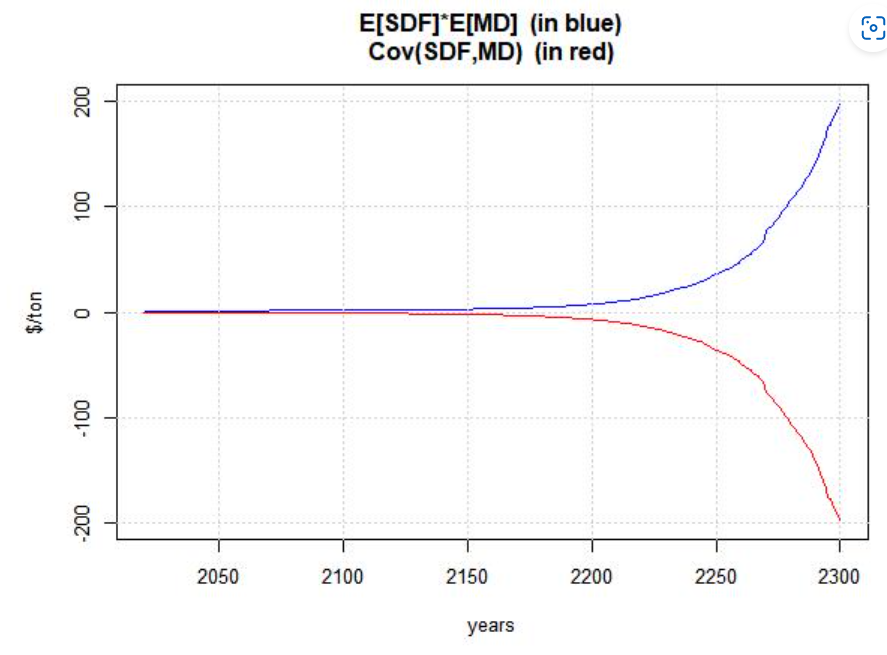 E[SDF]*E[MD] (in blue)
Cov(SDF,MD) (in red)
200
100
0
-100
-200
$/ton
2050 2100 2150 2200 2250 2300
years